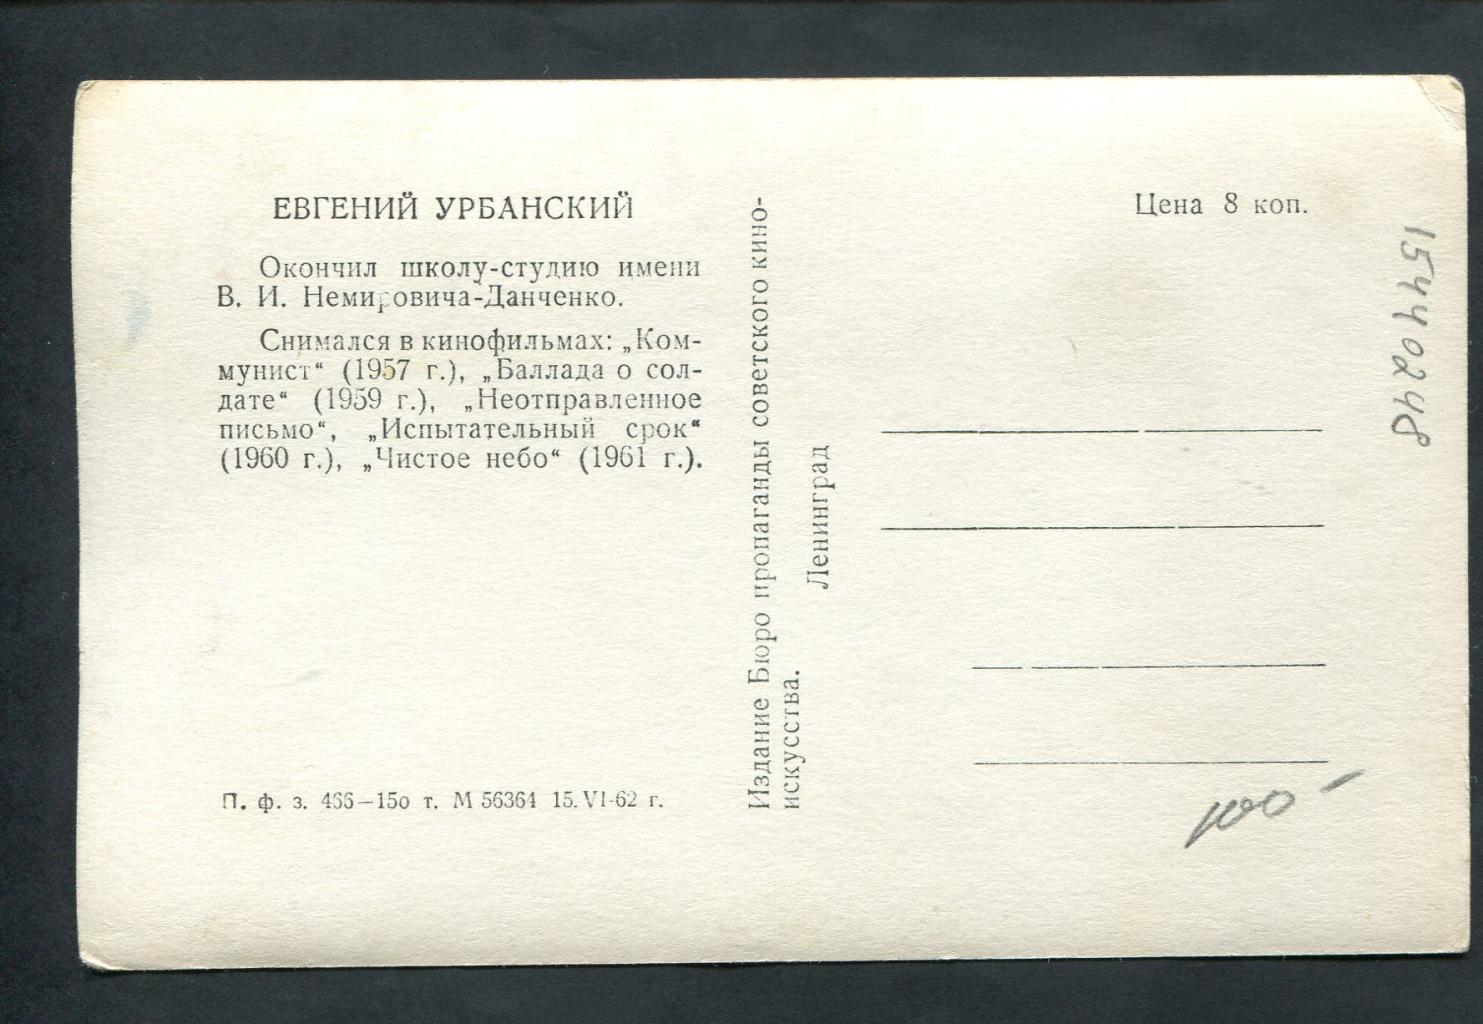 ЕВГЕНИЙ УРБАНСКИЙ
Окончил школу-студию имени
В. И. Немировича-Данченко.
Снимался в кинофильмах: „Ком-
мунист“ (1957 г.), „Баллада о сол-
дате“ (1959 г.), „Неотправленное
письмо“, „Испытательный срок“
(1960 г.), „Чистое небо“ (1961 г.).
П. ф. з. 466—150 т. М 56364 15.VI-62 г.
Издание Бюро пропаганды советского кино-
искусства.
Ленинград
Цена 8 коп.
15440248
100-